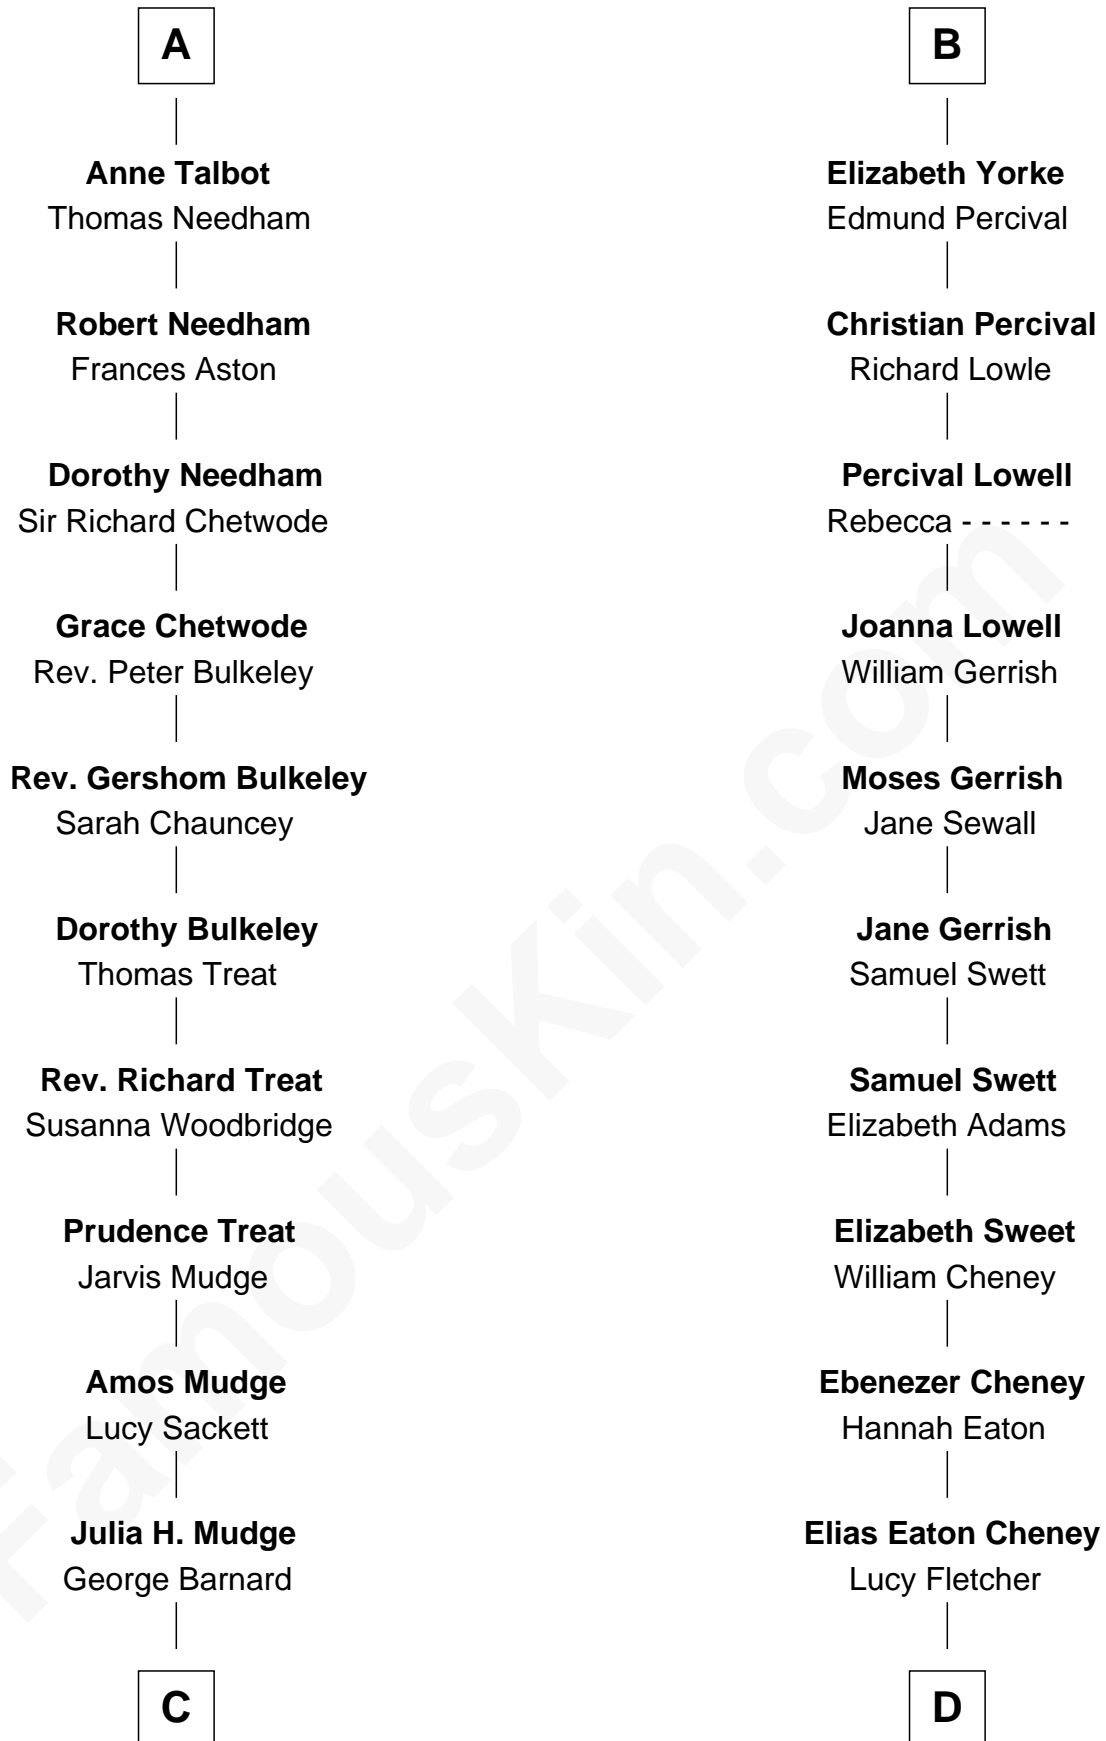 A
Anne Talbot
Thomas Needham
Robert Needham
Frances Aston
Dorothy Needham
Sir Richard Chetwode
Grace Chetwode
Rev. Peter Bulkeley
Rev. Gershom Bulkeley
Sarah Chauncey
Dorothy Bulkeley
Thomas Treat
Rev. Richard Treat
Susanna Woodbridge
Prudence Treat
Jarvis Mudge
Amos Mudge
Lucy Sackett
Julia H. Mudge
George Barnard
C
B
Elizabeth Yorke
Edmund Percival
Christian Percival
Richard Lowle
Percival Lowell
Rebecca - - - - - -
Joanna Lowell
William Gerrish
Moses Gerrish
Jane Sewall
Jane Gerrish
Samuel Swett
Samuel Swett
Elizabeth Adams
Elizabeth Sweet
William Cheney
Ebenezer Cheney
Hannah Eaton
Elias Eaton Cheney
Lucy Fletcher
D
FamousKin.com